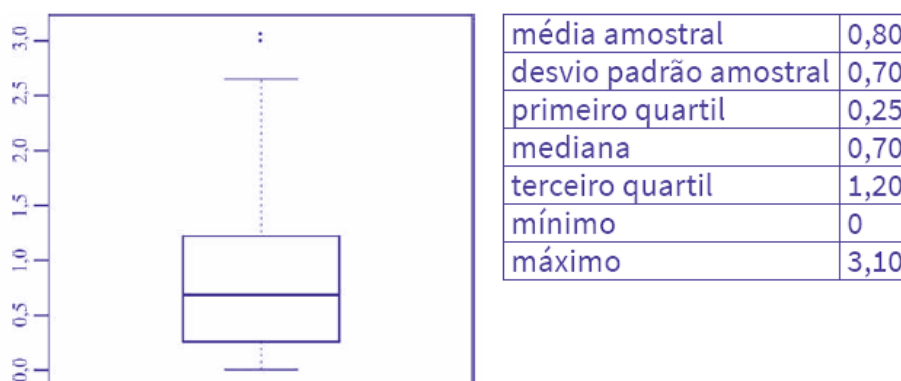 3,0
2,5
2,0
1,5
1,0
0,5
0,0
média amostral 0,80
desvio padrão amostral 0,70
primeiro quartil 0,25
mediana 0,70
terceiro quartil 1,20
mínimo 0
máximo 3,10